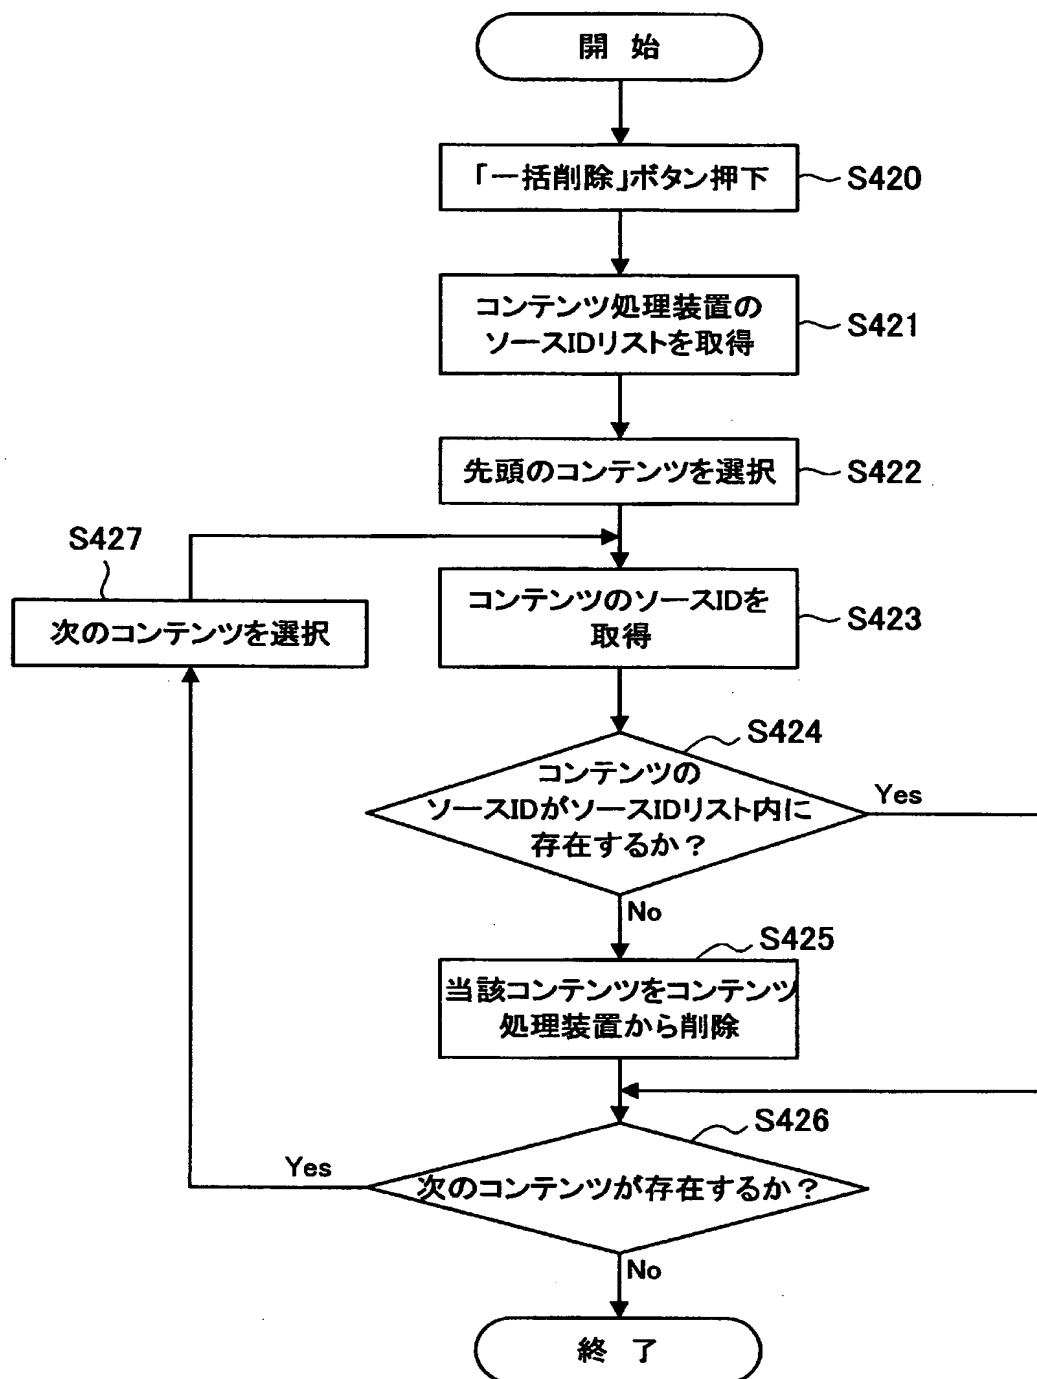 開 始
「一括削除」ボタン押下
S420
コンテンツ処理装置の
ソースIDリストを取得
S421
先頭のコンテンツを選択
S422
S427
次のコンテンツを選択
コンテンツのソースIDを
取得
S423
S424
コンテンツの
ソースIDがソースIDリスト内に
存在するか？
Yes
No
S425
当該コンテンツをコンテンツ
処理装置から削除
S426
次のコンテンツが存在するか？
Yes
No
終 了